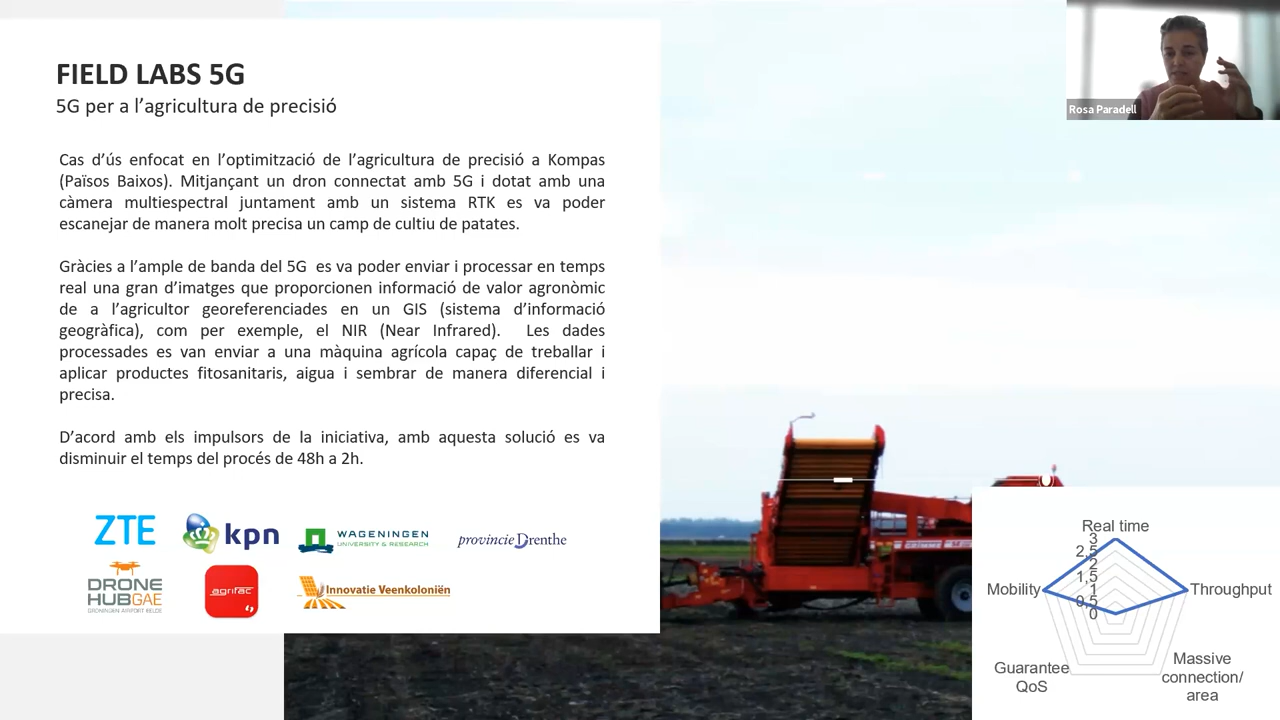 FIELD LABS 5G
5G per a l’agricultura de precisió
Cas d’ús enfocat en l’optimització de l’agricultura de precisió a Kompas
(Països Baixos). Mitjançant un dron connectat amb 5G i dotat amb una
càmera multiespectral juntament amb un sistema RTK es va poder
escanejar de manera molt precisa un camp de cultiu de patates.
Gràcies a l’ample de banda del 5G es va poder enviar i processar en temps
real una gran d’imatges que proporcionen informació de valor agronòmic
de a l’agricultor georeferenciades en un GIS (sistema d’informació
geogràfica), com per exemple, el NIR (Near Infrared). Les dades
processades es van enviar a una màquina agrícola capaç de treballar i
aplicar productes fitosanitaris, aigua i sembrar de manera diferencial i
precisa.
D’acord amb els impulsors de la iniciativa, amb aquesta solució es va
disminuir el temps del procés de 48h a 2h.
ZTE
kpn
WAGENINGEN
UNIVERSITY & RESEARCH
provincie Drenthe
DRONE
HUBGAE
GRONINGEN AIRPORT EELDE
agrifac
Innovatie Veenkoloniën
Rosa Paradell
GRIMME
Real time
3
2,5
2
1,5
1
0,5
0
Mobility
Throughput
Guarantee
QoS
Massive
connection/
area